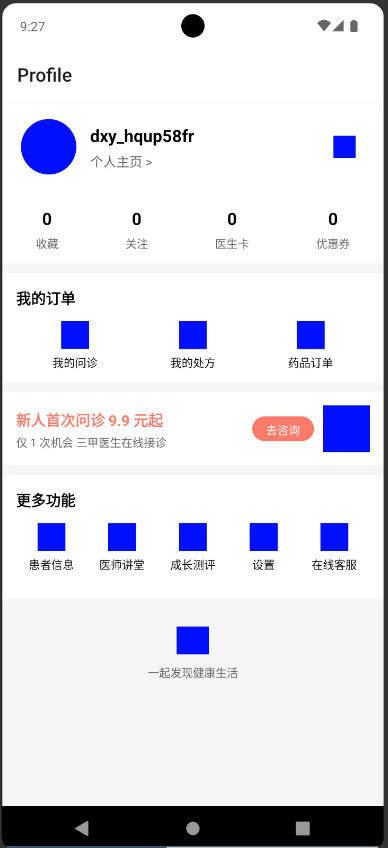 9:27
Profile
dxy_hqup58fr
个人主页 >
0 0 0 0
收藏 关注 医生卡 优惠券
我的订单
我的问诊 我的处方 药品订单
新人首次问诊 9.9 元起
仅 1 次机会 三甲医生在线接诊
去咨询
更多功能
患者信息 医师讲堂 成长测评 设置 在线客服
一起发现健康生活